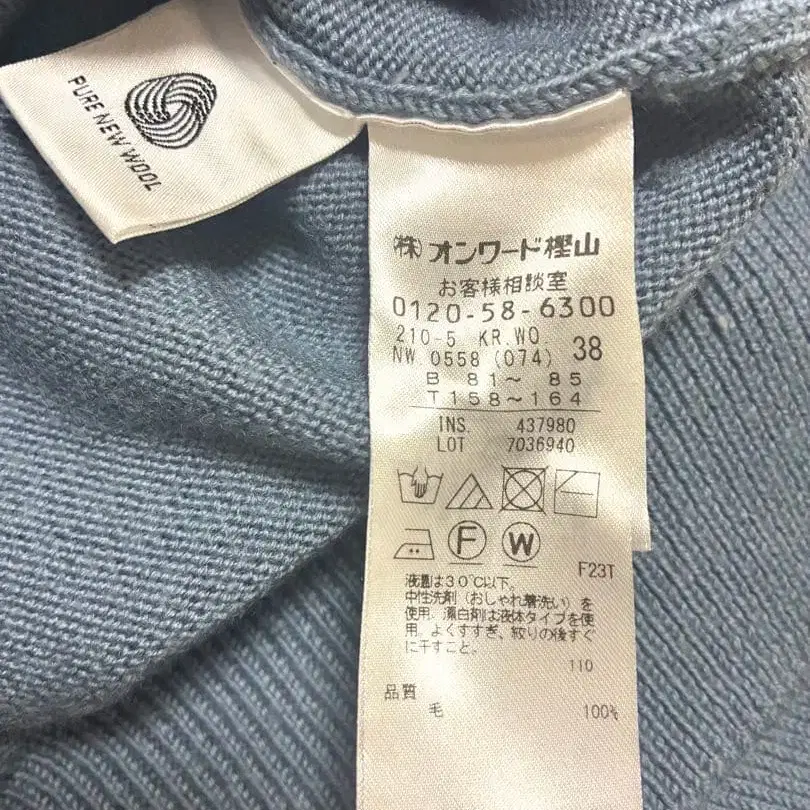 PURE NEW WOOL
(株)オンワード樫山
お客様相談室
0120-58-6300
210-5 KR.WO.
NW 0558 (074) 38
B 81~ 85
T158~164
INS. 437980
LOT 7036940
F
W
F23T
液温は30℃以下。
中性洗剤(おしゃれ着洗い)を
使用。漂白剤は液体タイプを使
用。よくすすぎ、絞りの後すぐ
に干すこと。
110
品質
毛 100%